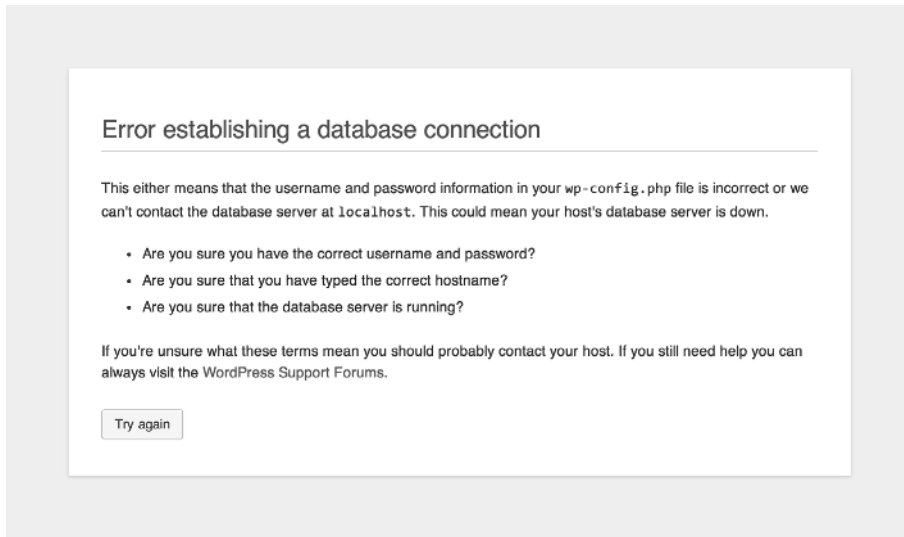 Error establishing a database connection
This either means that the username and password information in your wp-config.php file is incorrect or we
can't contact the database server at localhost. This could mean your host's database server is down.
• Are you sure you have the correct username and password?
• Are you sure that you have typed the correct hostname?
• Are you sure that the database server is running?
If you're unsure what these terms mean you should probably contact your host. If you still need help you can
always visit the WordPress Support Forums.
Try again